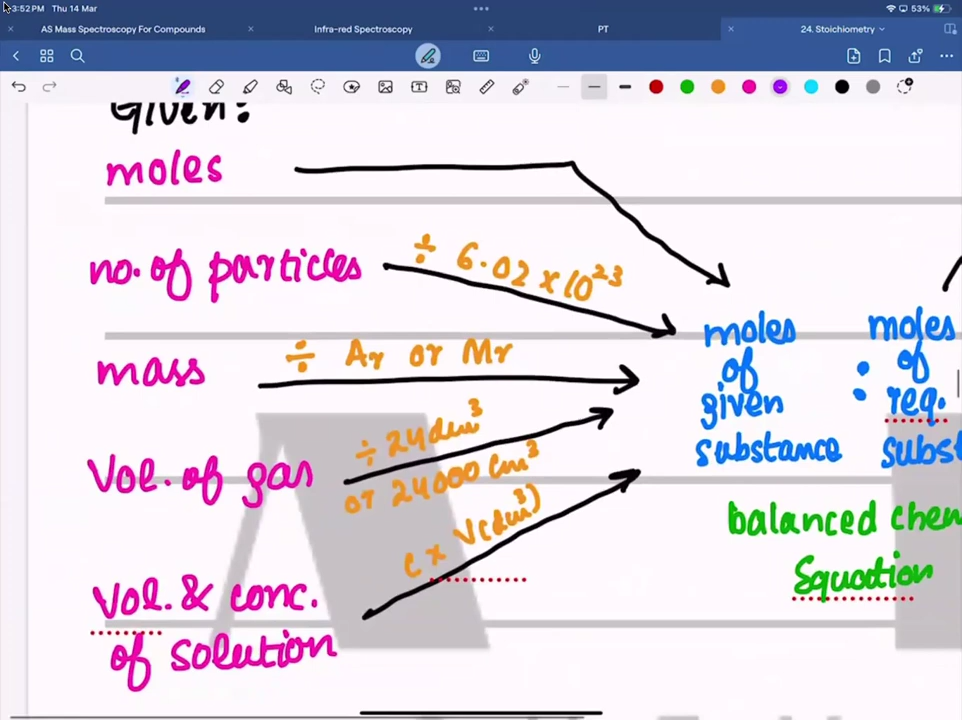 3:52PM Thu 14 Mar
53%
AS Mass Spectroscopy For Compounds
Infra-red Spectroscopy
PT
24. Stoichiometry
Given:
moles
no. of particles
÷ 6.02 x 10²³
mass
÷ Ar or Mr
Vol. of gas
÷ 24dm³
or 24000 cm³
Vol. & conc.
of solution
c x V(dm³)
moles
of
given
substance
:
moles
of
req.
subst
balanced chem
Equation